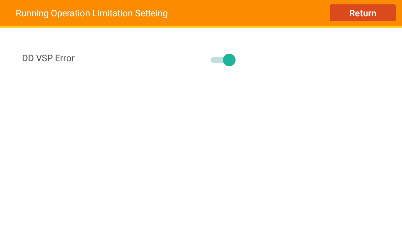 Running Operation Limitation Setteing
Return
DD VSP Error